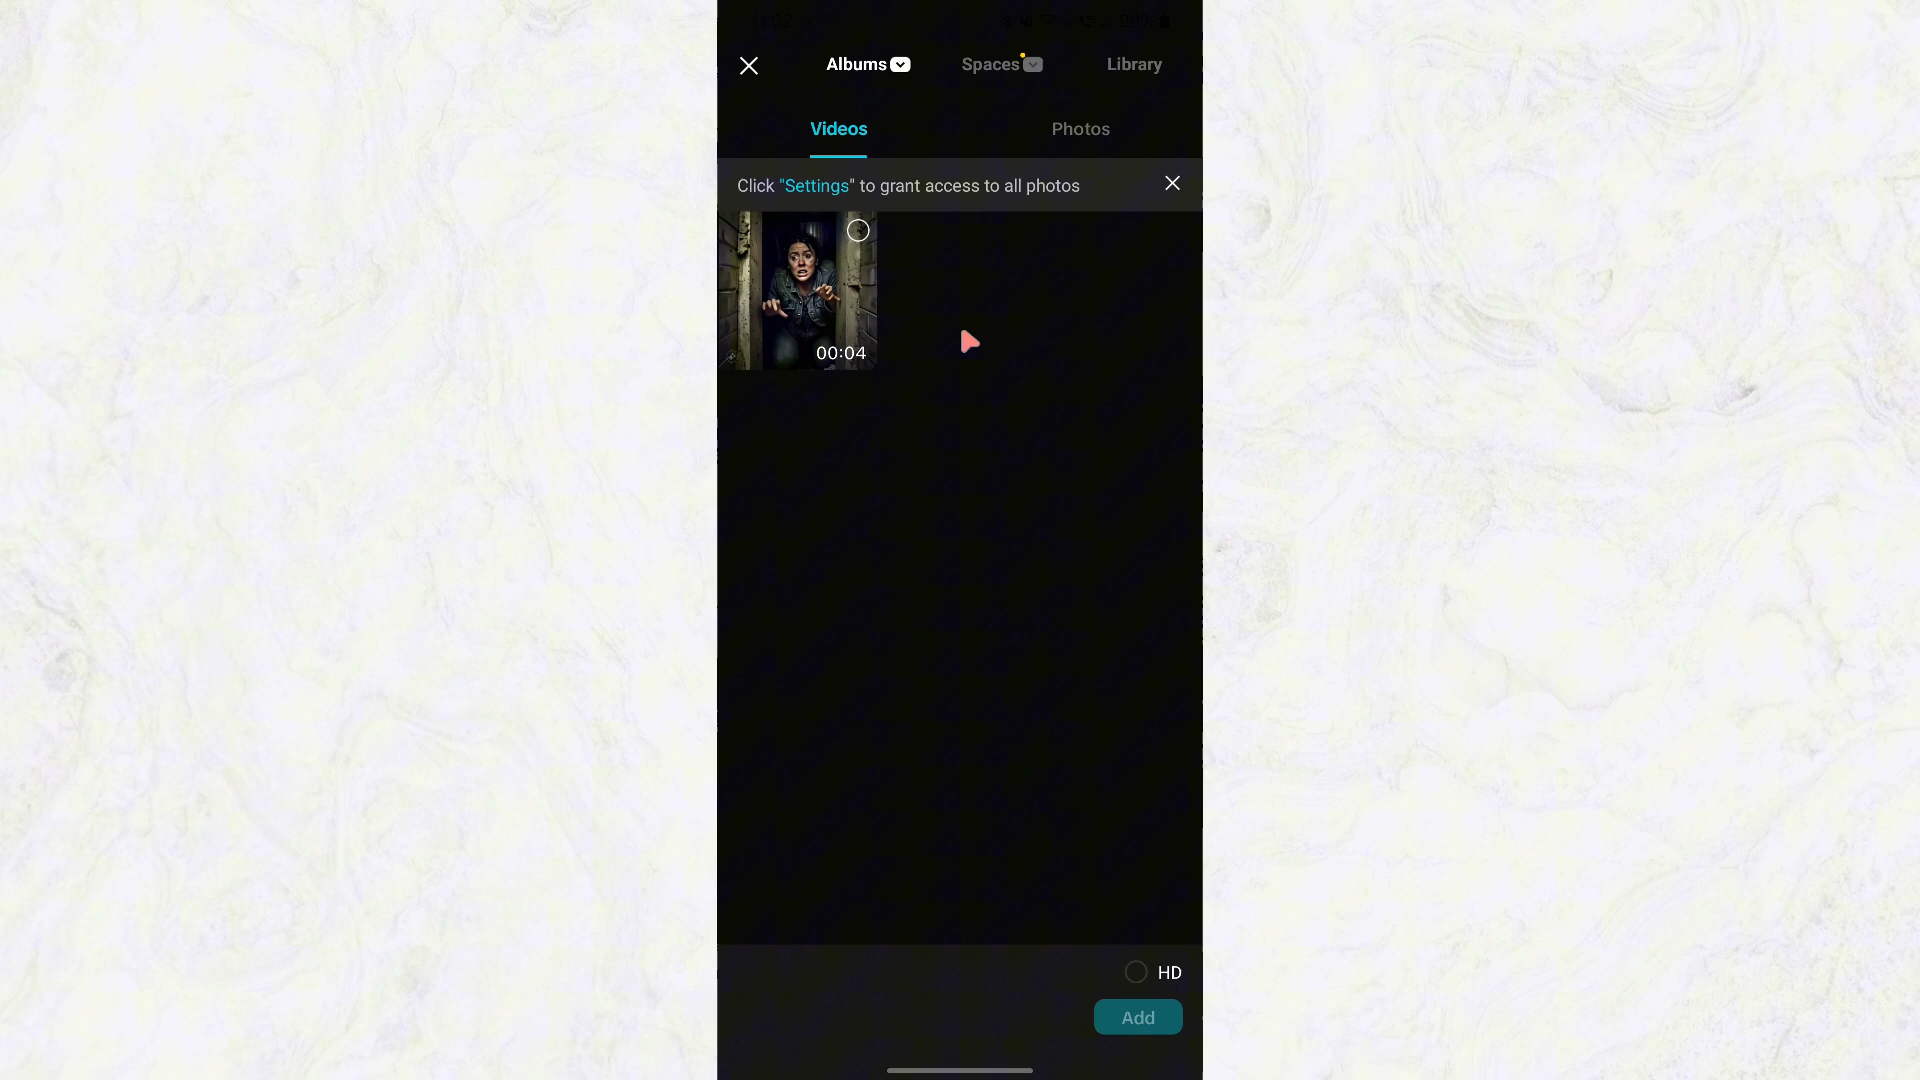 Albums
Spaces
Library
Videos
Photos
Click "Settings" to grant access to all photos
00:04
HD
Add